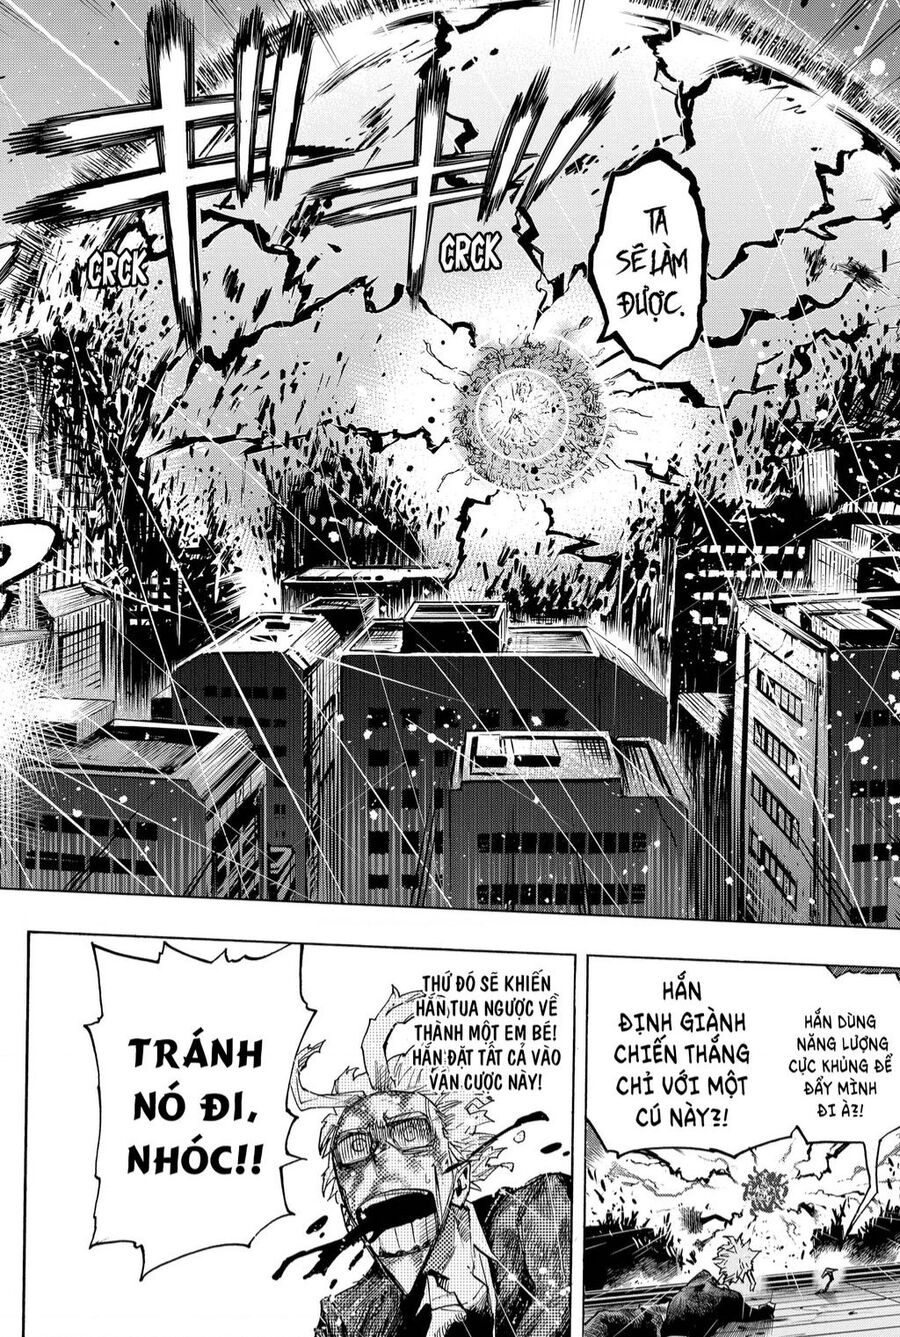 TA
SẼ LÀM
ĐƯỢC.
CRCK
CRCK
HẮN DÙNG
NĂNG LƯỢNG
CỰC KHỦNG ĐỂ
ĐẨY MÌNH
ĐI À?!
HẮN
ĐỊNH GIÀNH
CHIẾN THẮNG
CHỈ VỚI MỘT
CÚ NÀY?!
THỨ ĐÓ SẼ KHIẾN
HẮN TUA NGƯỢC VỀ
THÀNH MỘT EM BÉ!
HẮN ĐẶT TẤT CẢ VÀO
VÁN CƯỢC NÀY!
TRÁNH
NÓ ĐI,
NHÓC!!